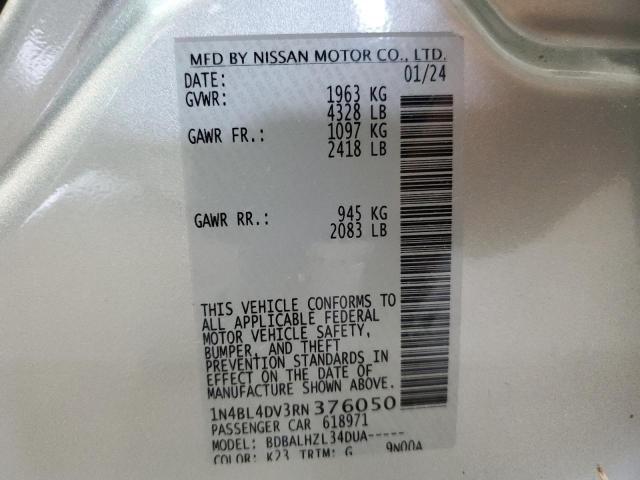 MFD BY NISSAN MOTOR CO., LTD.
DATE: 01/24
GVWR: 1963 KG
4328 LB
GAWR FR.: 1097 KG
2418 LB
GAWR RR.: 945 KG
2083 LB
THIS VEHICLE CONFORMS TO
ALL APPLICABLE FEDERAL
MOTOR VEHICLE SAFETY,
BUMPER, AND THEFT
PREVENTION STANDARDS IN
EFFECT ON THE DATE OF
MANUFACTURE SHOWN ABOVE.
1N4BL4DV3RN376050
PASSENGER CAR 618971
MODEL: BDBALHZL34DUA-----
COLOR: K23 TRIM: G 9N00A